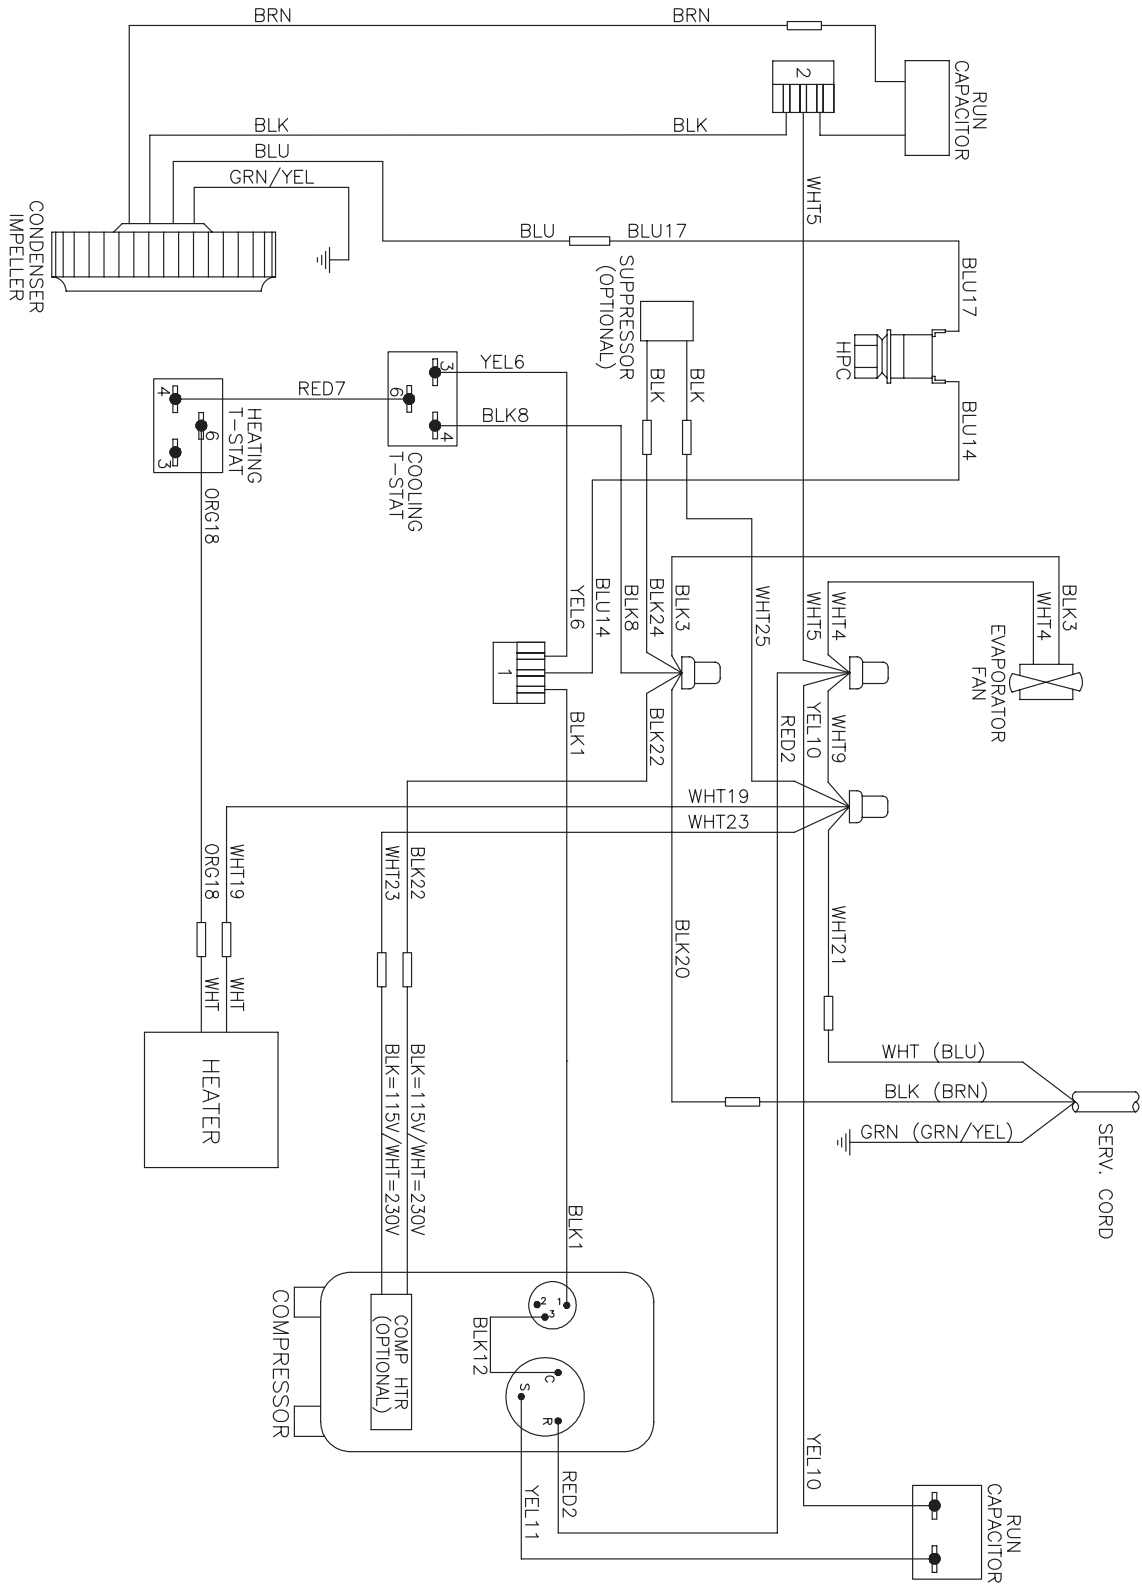 BRN
BRN
RUN
CAPACITOR
2
BLK
BLK
BLU
GRN/YEL
WHT5
CONDENSER
IMPELLER
BLU
BLU17
BLU17
SUPPRESSOR
(OPTIONAL)
HPC
3
YEL6
6
BLK8
4
COOLING
T-STAT
4
RED7
6
3
HEATING
T-STAT
BLK
BLK
BLU14
ORG18
YEL6
BLU14
BLK8
BLK24
BLK3
WHT25
WHT5
WHT4
WHT4
BLK3
EVAPORATOR
FAN
1
BLK1
BLK22
RED2
YEL10
WHT9
WHT19
WHT23
ORG18
WHT19
WHT23
BLK22
BLK20
WHT21
WHT
WHT
HEATER
BLK=115V/WHT=230V
BLK=115V/WHT=230V
WHT (BLU)
BLK (BRN)
GRN (GRN/YEL)
SERV. CORD
BLK1
1
2
3
BLK12
C
S
R
COMP HTR
(OPTIONAL)
COMPRESSOR
RED2
YEL11
YEL10
RUN
CAPACITOR